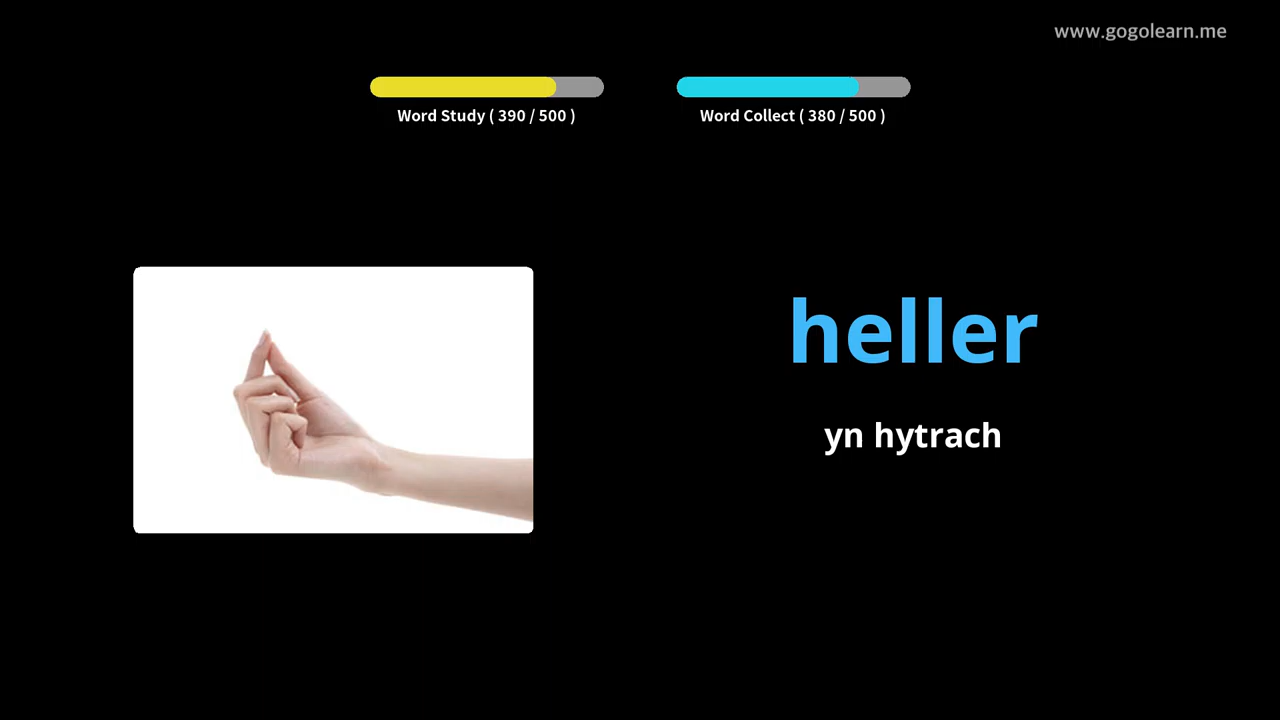 www.gogolearn.me
Word Study ( 390 / 500 )
Word Collect ( 380 / 500 )
heller
yn hytrach